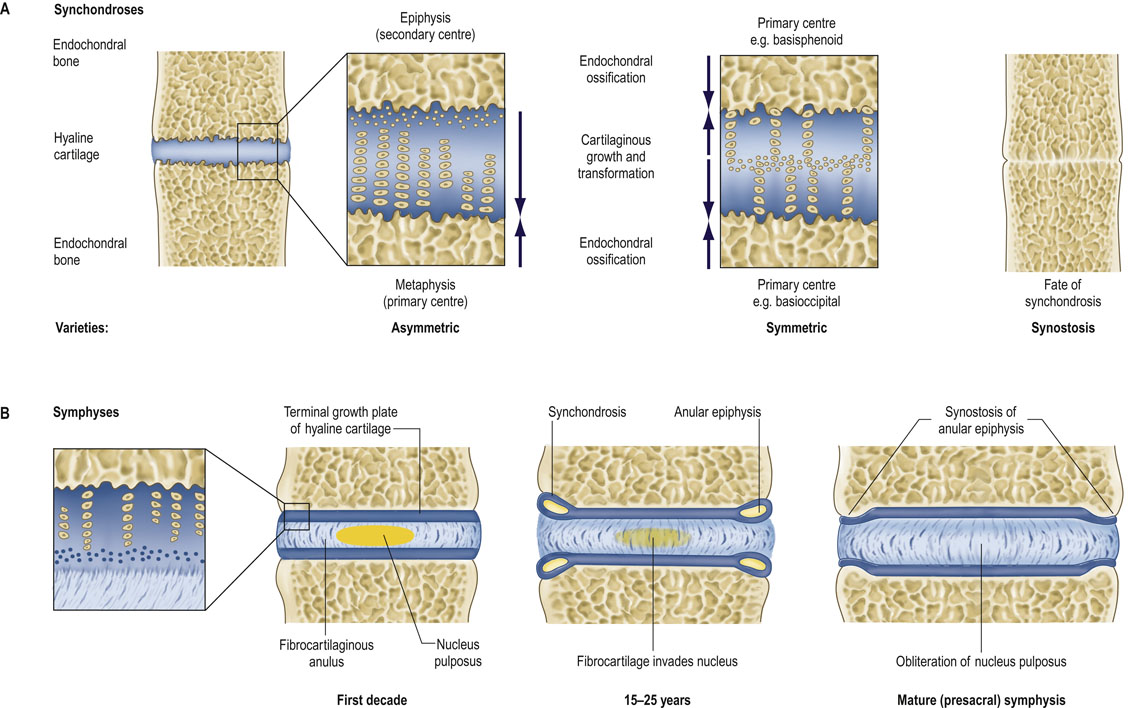 A
Synchondroses
Endochondral
bone
Hyaline
cartilage
Endochondral
bone
Epiphysis
(secondary centre)
Metaphysis
(primary centre)
Endochondral
ossification
Cartilaginous
growth and
transformation
Endochondral
ossification
Primary centre
e.g. basisphenoid
Primary centre
e.g. basioccipital
Fate of
synchondrosis
Varieties:
Asymmetric
Symmetric
Synostosis
B
Symphyses
Terminal growth plate
of hyaline cartilage
Fibrocartilaginous
anulus
Nucleus
pulposus
First decade
Synchondrosis
Anular epiphysis
Fibrocartilage invades nucleus
15–25 years
Synostosis of
anular epiphysis
Obliteration of nucleus pulposus
Mature (presacral) symphysis